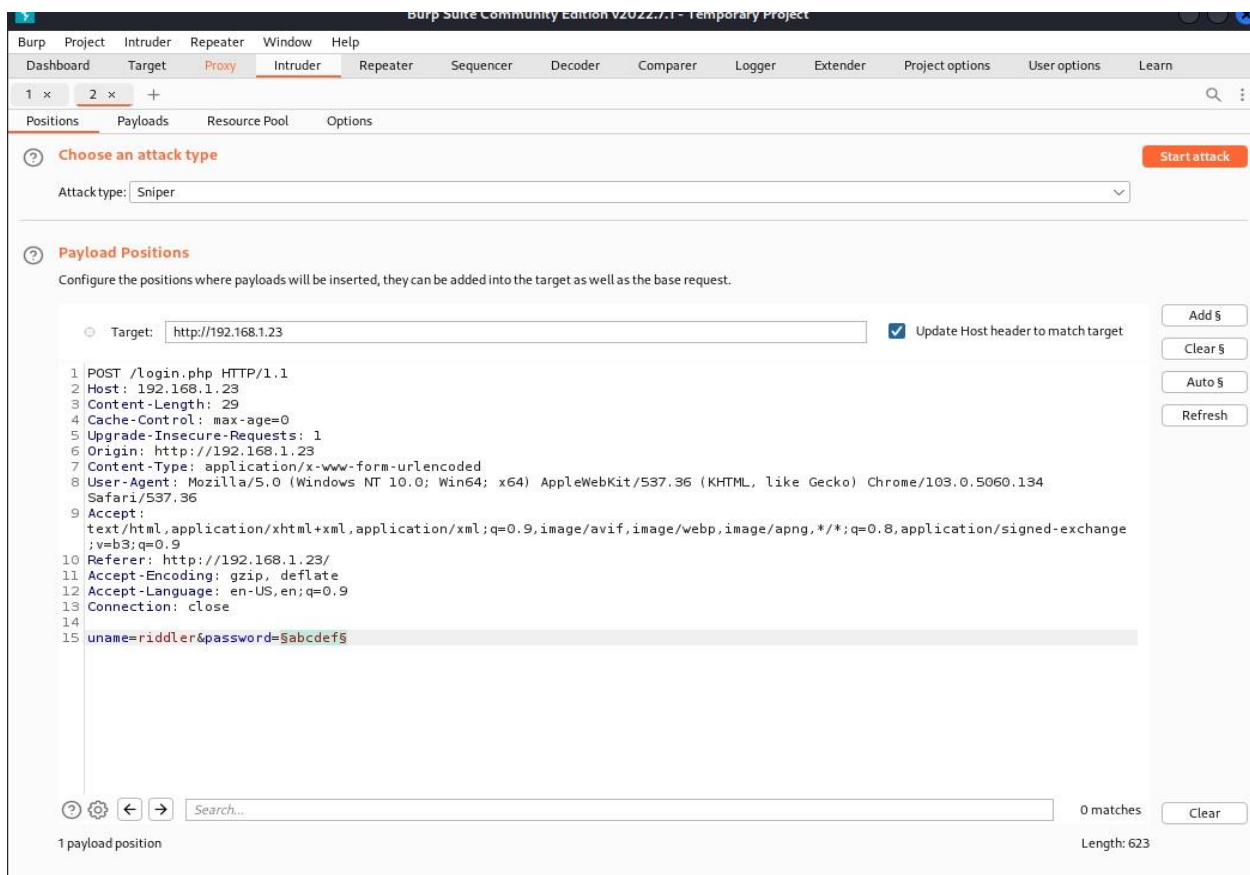 Burp Suite Community Edition v2022.7.1 - Temporary Project
Burp Project Intruder Repeater Window Help
Dashboard Target Proxy Intruder Repeater Sequencer Decoder Comparer Logger Extender Project options User options Learn
1 × 2 × +
Positions Payloads Resource Pool Options
? Choose an attack type
Start attack
Attack type: Sniper
? Payload Positions
Configure the positions where payloads will be inserted, they can be added into the target as well as the base request.
Target: http://192.168.1.23 Update Host header to match target
Add §
Clear §
Auto §
Refresh
1 POST /login.php HTTP/1.1
2 Host: 192.168.1.23
3 Content-Length: 29
4 Cache-Control: max-age=0
5 Upgrade-Insecure-Requests: 1
6 Origin: http://192.168.1.23
7 Content-Type: application/x-www-form-urlencoded
8 User-Agent: Mozilla/5.0 (Windows NT 10.0; Win64; x64) AppleWebKit/537.36 (KHTML, like Gecko) Chrome/103.0.5060.134
Safari/537.36
9 Accept:
text/html,application/xhtml+xml,application/xml;q=0.9,image/avif,image/webp,image/apng,*/*;q=0.8,application/signed-exchange
;v=b3;q=0.9
10 Referer: http://192.168.1.23/
11 Accept-Encoding: gzip, deflate
12 Accept-Language: en-US,en;q=0.9
13 Connection: close
14
15 uname=riddler&password=§abcdef§
? Search... 0 matches Clear
1 payload position Length: 623